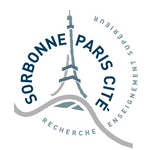 SORBONNE PARIS CITÉ
RECHERCHE ENSEIGNEMENT SUPÉRIEUR